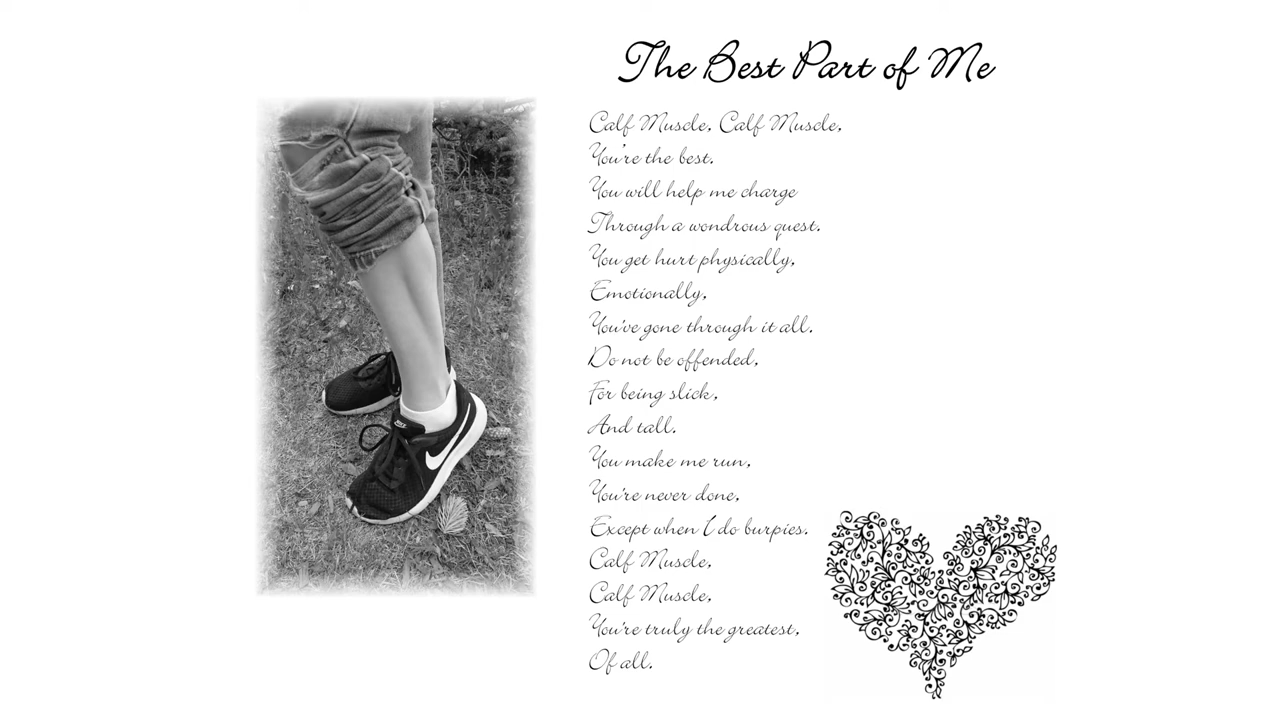 The Best Part of Me
Calf Muscle, Calf Muscle,
You're the best.
You will help me charge
Through a wondrous quest.
You get hurt physically,
Emotionally,
You've gone through it all.
Do not be offended,
For being slick,
And tall.
You make me run,
You're never done,
Except when I do burpies.
Calf Muscle,
Calf Muscle,
You're truly the greatest,
Of all.